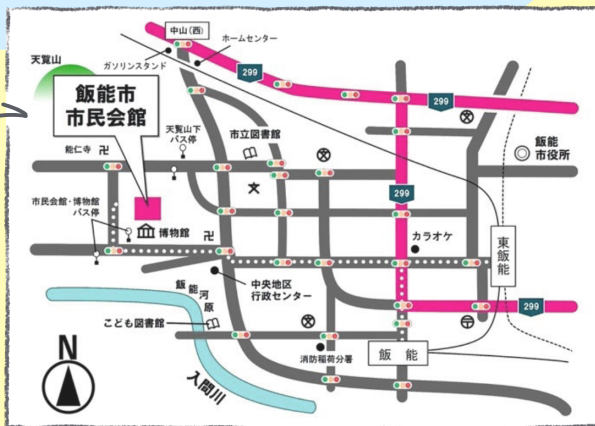 中山(西)
ホームセンター
ガソリンスタンド
天覧山
299
299
飯能市
市民会館
天覧山下
バス停
市立図書館
能仁寺
飯能
市役所
299
市民会館・博物館
バス停
博物館
カラオケ
東飯能
中央地区
行政センター
飯能河原
299
こども図書館
消防稲荷分署
飯能
入間川
N